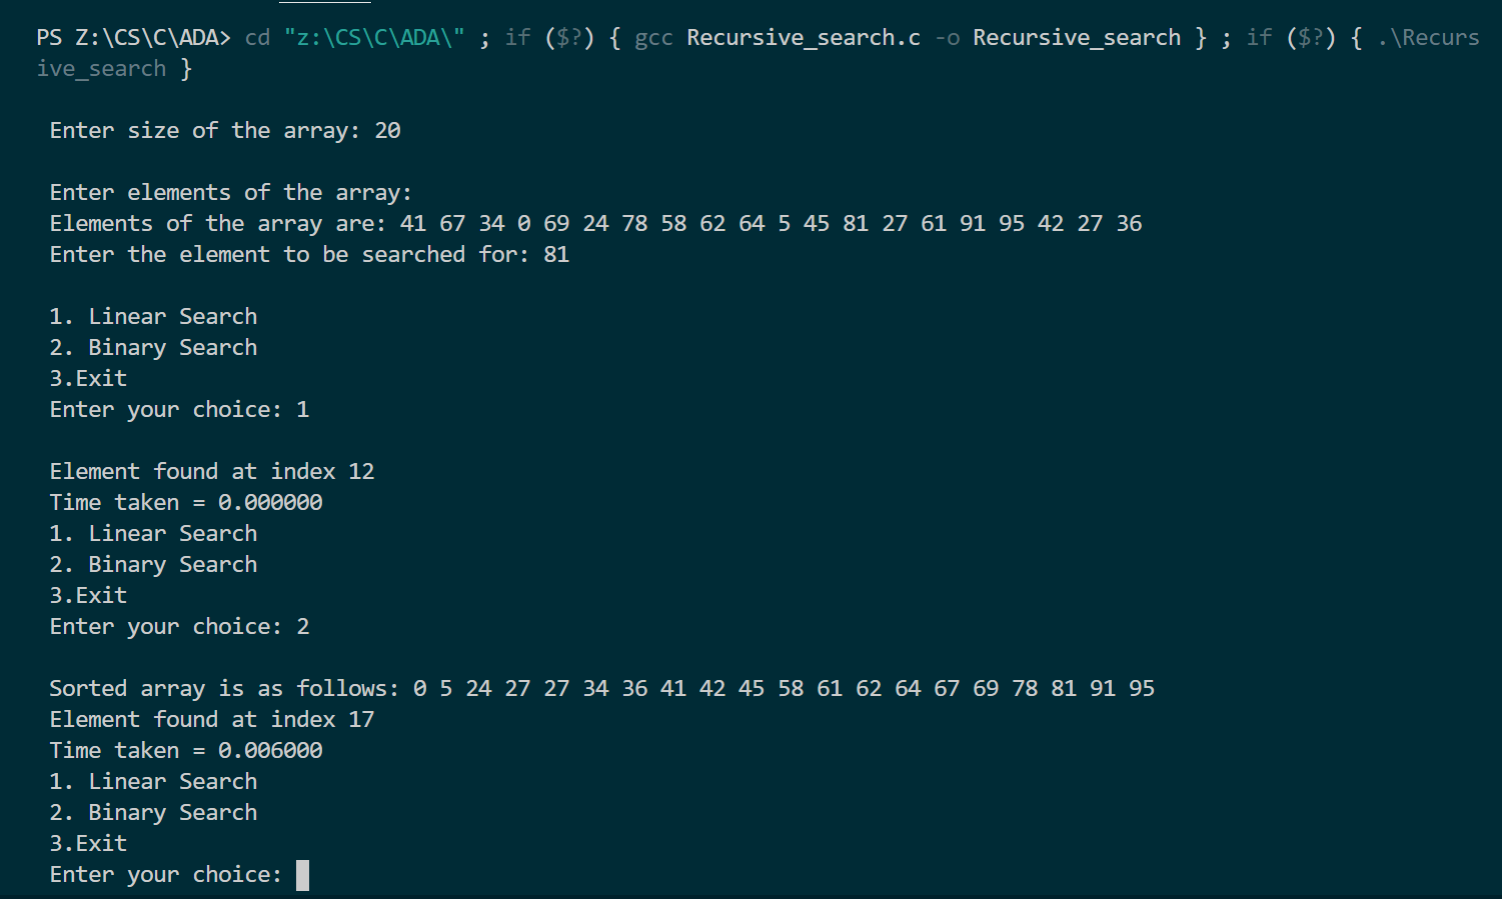 PS Z:\CS\C\ADA> cd "z:\CS\C\ADA\" ; if ($?) { gcc Recursive_search.c -o Recursive_search } ; if ($?) { .\Recurs
ive_search }
Enter size of the array: 20
Enter elements of the array:
Elements of the array are: 41 67 34 0 69 24 78 58 62 64 5 45 81 27 61 91 95 42 27 36
Enter the element to be searched for: 81
1. Linear Search
2. Binary Search
3.Exit
Enter your choice: 1
Element found at index 12
Time taken = 0.000000
1. Linear Search
2. Binary Search
3.Exit
Enter your choice: 2
Sorted array is as follows: 0 5 24 27 27 34 36 41 42 45 58 61 62 64 67 69 78 81 91 95
Element found at index 17
Time taken = 0.006000
1. Linear Search
2. Binary Search
3.Exit
Enter your choice: